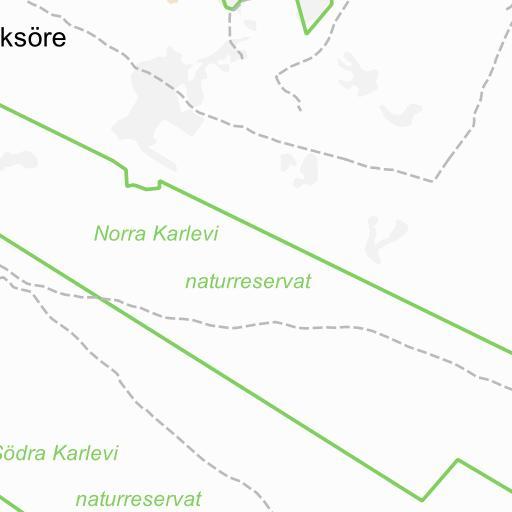 ksöre
Norra Karlevi
naturreservat
Södra Karlevi
naturreservat